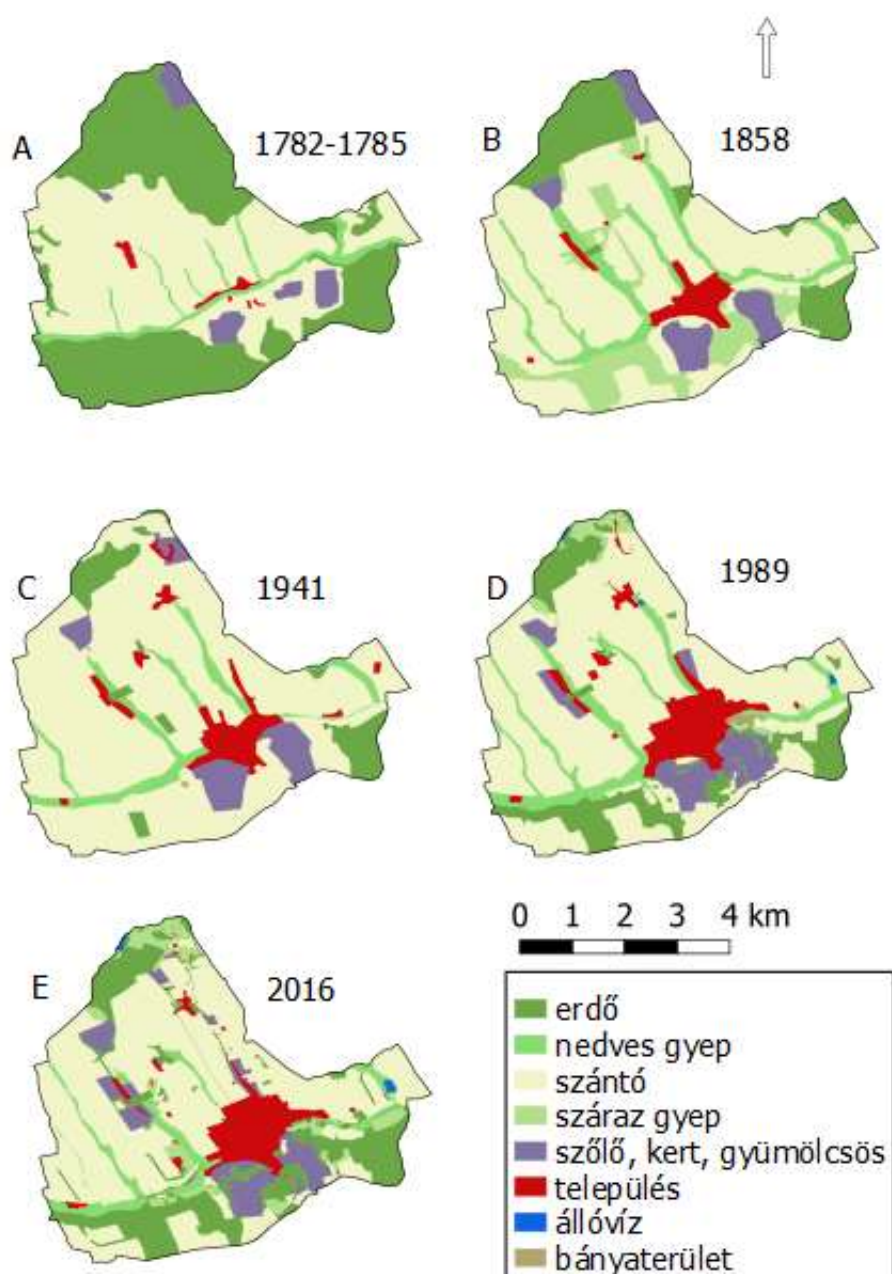 A 1782-1785
B 1858
C 1941
D 1989
E 2016
0 1 2 3 4 km
erdő
nedves gyep
szántó
száraz gyep
szőlő, kert, gyümölcsös
település
állóvíz
bányaterület